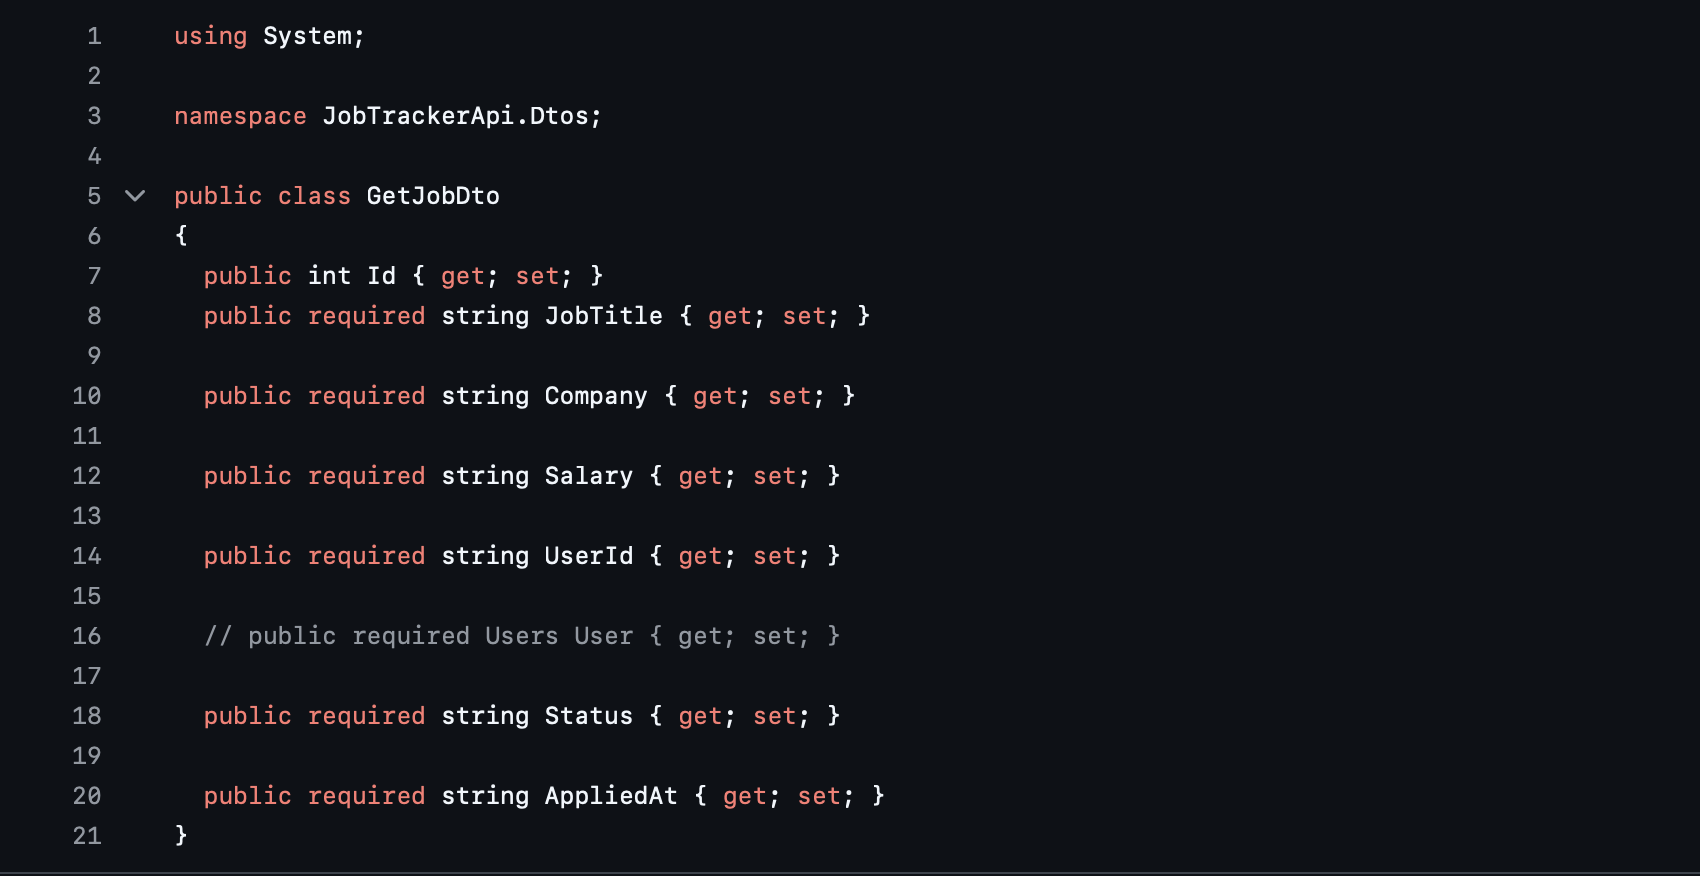 1 using System;
2
3 namespace JobTrackerApi.Dtos;
4
5 public class GetJobDto
6 {
7 public int Id { get; set; }
8 public required string JobTitle { get; set; }
9
10 public required string Company { get; set; }
11
12 public required string Salary { get; set; }
13
14 public required string UserId { get; set; }
15
16 // public required Users User { get; set; }
17
18 public required string Status { get; set; }
19
20 public required string AppliedAt { get; set; }
21 }